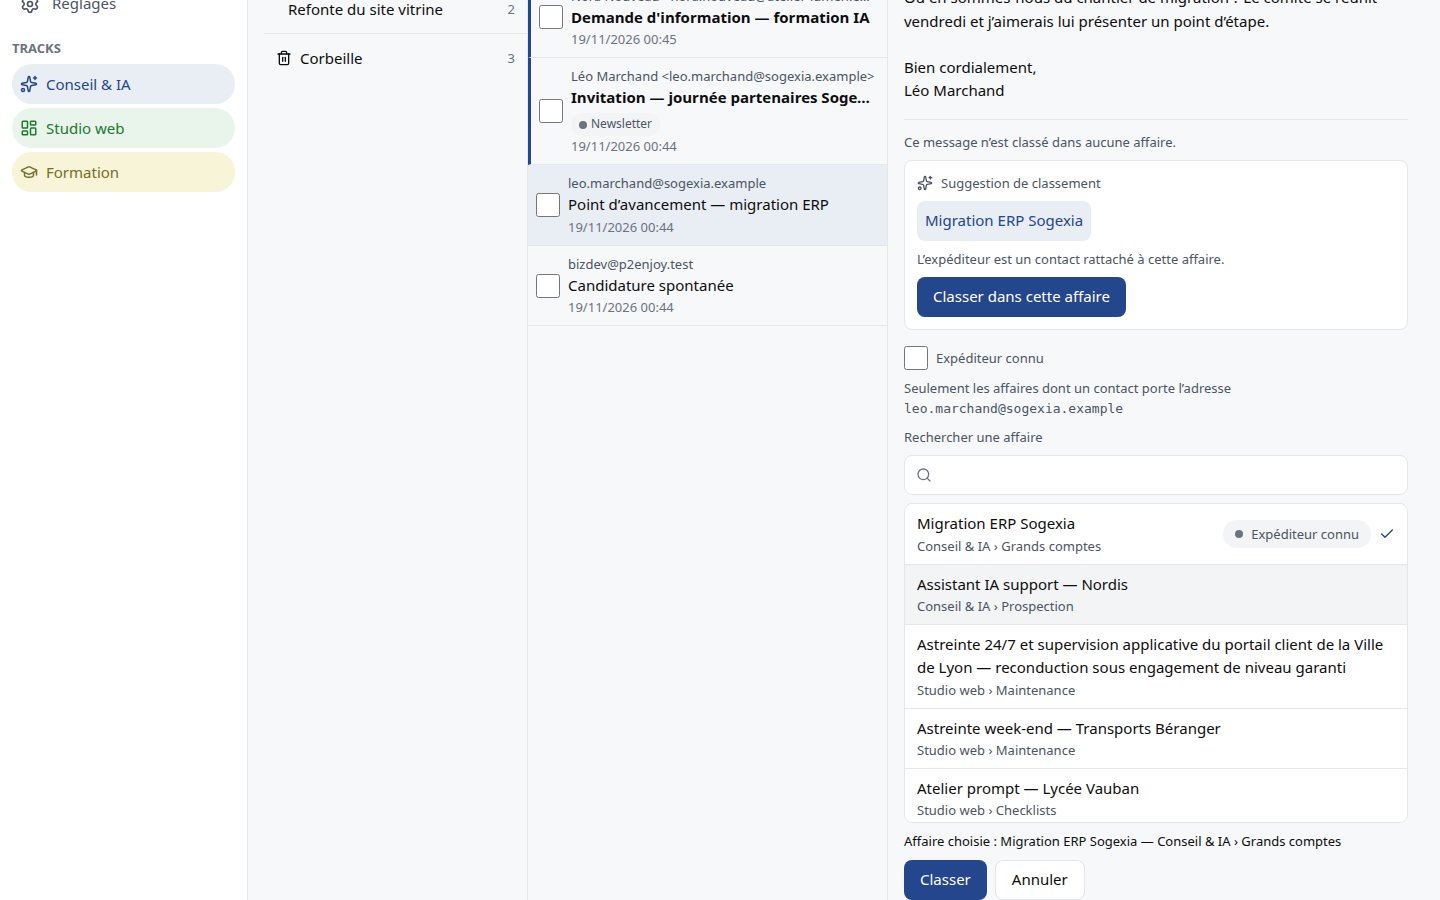 Réglages
TRACKS
Conseil & IA
Studio web
Formation
Refonte du site vitrine 2
Corbeille 3
Demande d'information — formation IA
19/11/2026 00:45
Léo Marchand <leo.marchand@sogexia.example>
Invitation — journée partenaires Soge...
Newsletter
19/11/2026 00:44
leo.marchand@sogexia.example
Point d’avancement — migration ERP
19/11/2026 00:44
bizdev@p2enjoy.test
Candidature spontanée
19/11/2026 00:44
vendredi et j’aimerais lui présenter un point d’étape.
Bien cordialement,
Léo Marchand
Ce message n’est classé dans aucune affaire.
Suggestion de classement
Migration ERP Sogexia
L’expéditeur est un contact rattaché à cette affaire.
Classer dans cette affaire
Expéditeur connu
Seulement les affaires dont un contact porte l’adresse
leo.marchand@sogexia.example
Rechercher une affaire
Migration ERP Sogexia
Conseil & IA › Grands comptes
Expéditeur connu
Assistant IA support — Nordis
Conseil & IA › Prospection
Astreinte 24/7 et supervision applicative du portail client de la Ville
de Lyon — reconduction sous engagement de niveau garanti
Studio web › Maintenance
Astreinte week-end — Transports Béranger
Studio web › Maintenance
Atelier prompt — Lycée Vauban
Studio web › Checklists
Affaire choisie : Migration ERP Sogexia — Conseil & IA › Grands comptes
Classer
Annuler